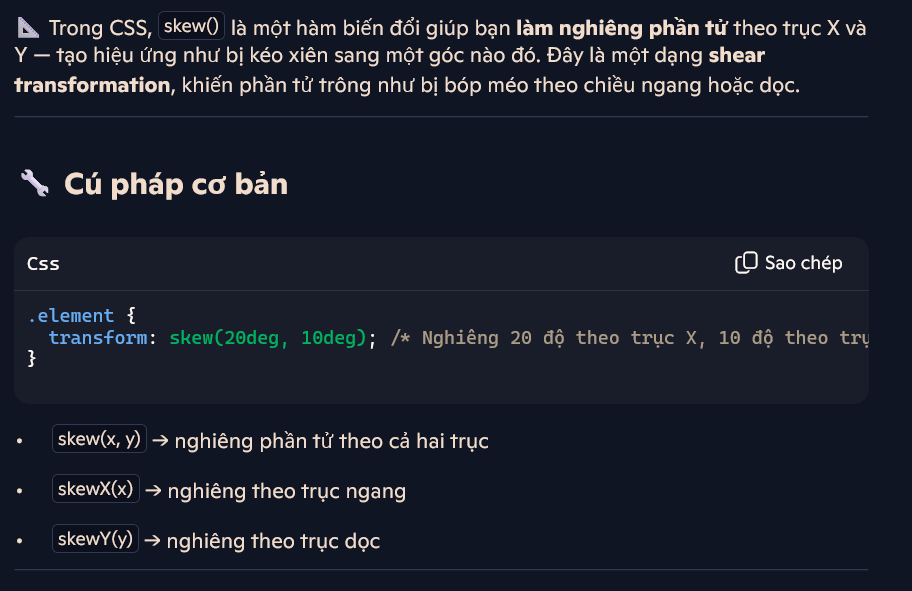 📐 Trong CSS, skew() là một hàm biến đổi giúp bạn làm nghiêng phần tử theo trục X và
Y — tạo hiệu ứng như bị kéo xiên sang một góc nào đó. Đây là một dạng shear
transformation, khiến phần tử trông như bị bóp méo theo chiều ngang hoặc dọc.
🔧 Cú pháp cơ bản
Css
Sao chép
.element {
  transform: skew(20deg, 10deg); /* Nghiêng 20 độ theo trục X, 10 độ theo
}
• skew(x, y) → nghiêng phần tử theo cả hai trục
• skewX(x) → nghiêng theo trục ngang
• skewY(y) → nghiêng theo trục dọc